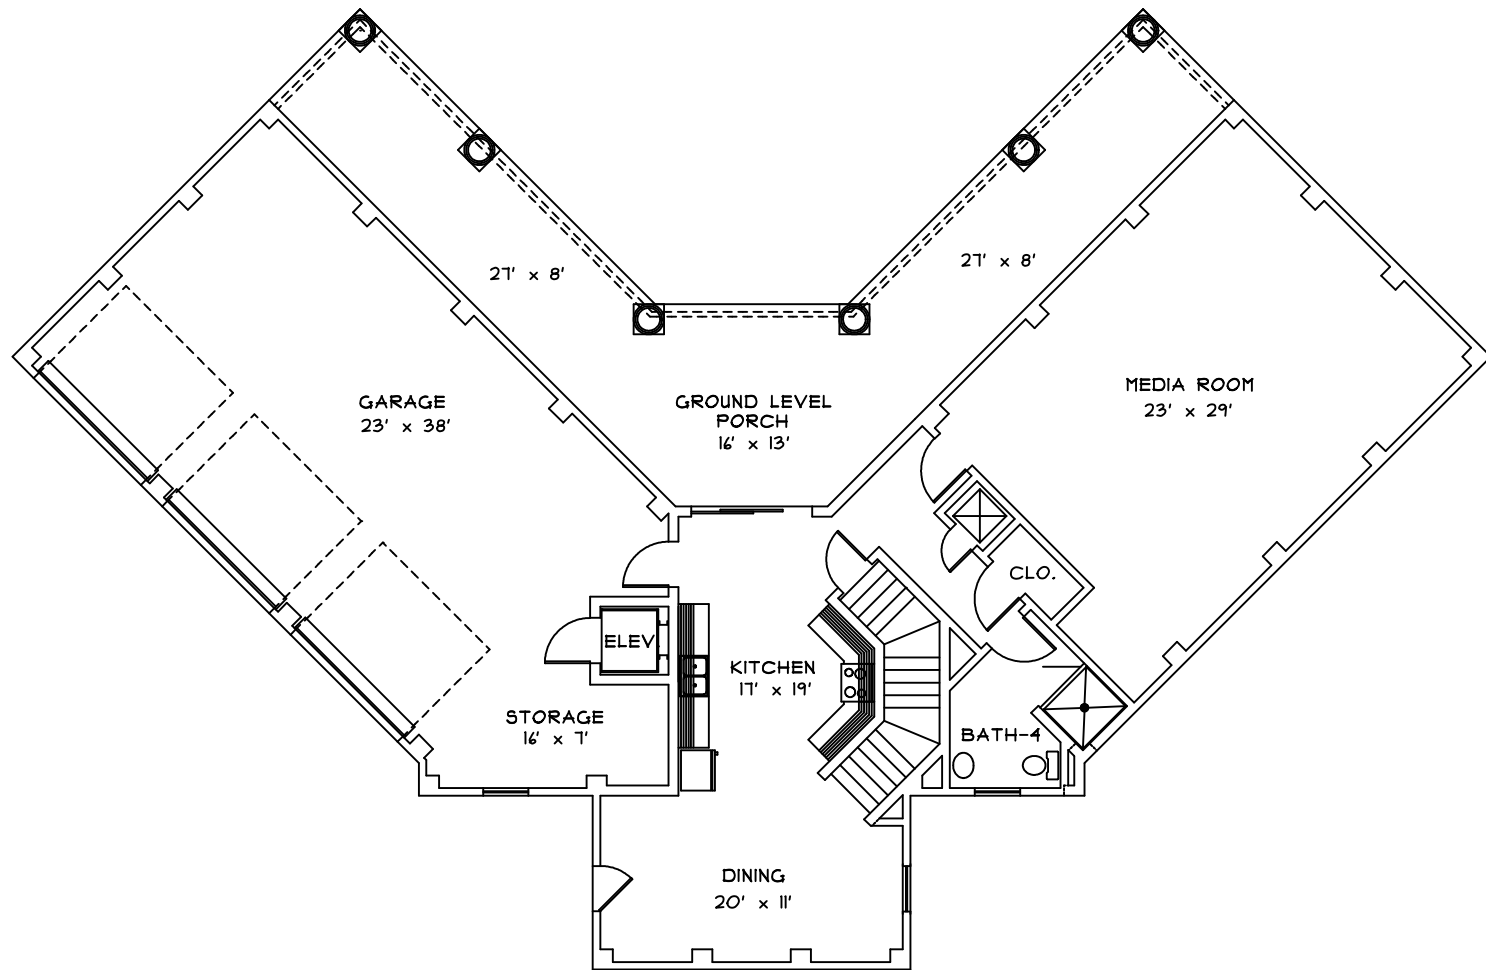 27' x 8'
27' x 8'
GARAGE
23' x 38'
GROUND LEVEL
PORCH
16' x 13'
MEDIA ROOM
23' x 29'
CLO.
ELEV
KITCHEN
17' x 19'
STORAGE
16' x 7'
BATH-4
DINING
20' x 11'